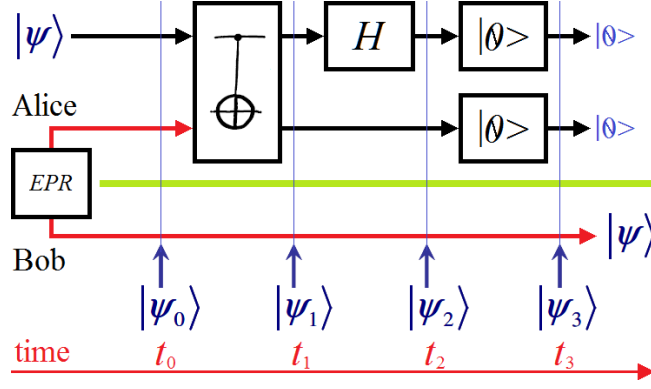 |ψ⟩ H |0> |0>
Alice
|0> |0>
EPR
|ψ⟩
Bob
|ψ₀⟩ |ψ₁⟩ |ψ₂⟩ |ψ₃⟩
time t₀ t₁ t₂ t₃